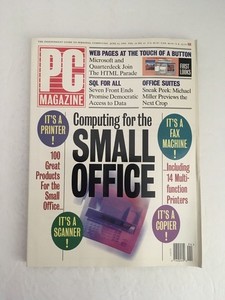 PC
MAGAZINE
WEB PAGES AT THE TOUCH OF A BUTTON
Microsoft and
Quarterdeck Join
The HTML Parade
FIRST
LOOKS
SQL FOR ALL
Seven Front Ends
Promise Democratic
Access to Data
OFFICE SUITES
Sneak Peek: Michael
Miller Previews the
Next Crop
IT'S A
PRINTER!
Computing for the
SMALL
OFFICE
IT'S A
FAX
MACHINE!
100
Great
Products
For the
Small
Office...
Including
14 Multi-
function
Printers
IT'S A
SCANNER!
IT'S A
COPIER!